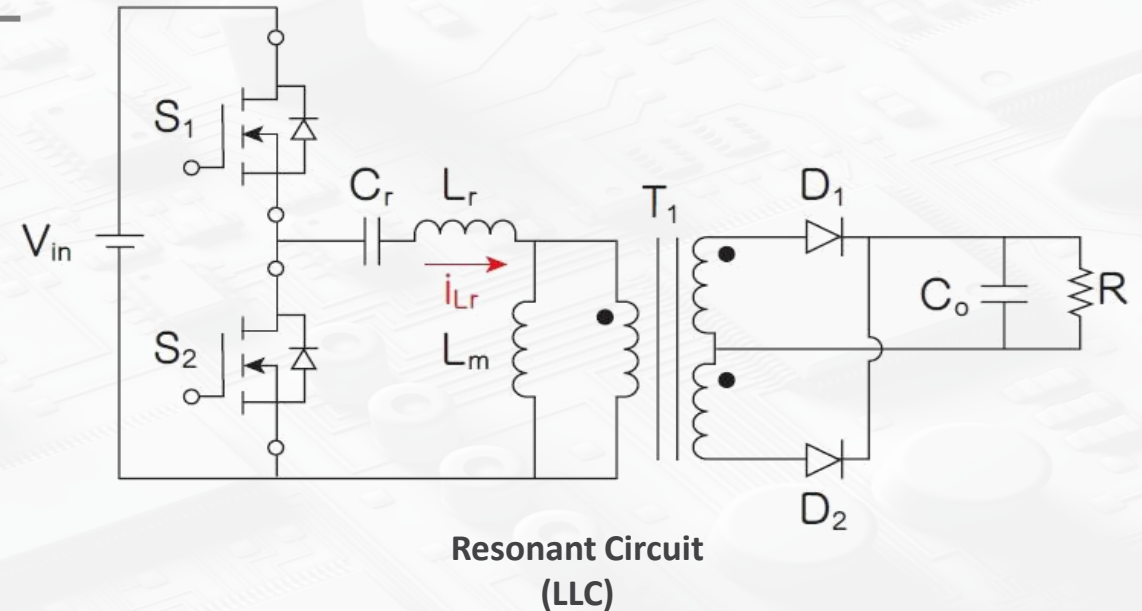 S1
Vin
S2
Cr
Lr
iLr
Lm
T1
D1
D2
Co
R
Resonant Circuit
(LLC)